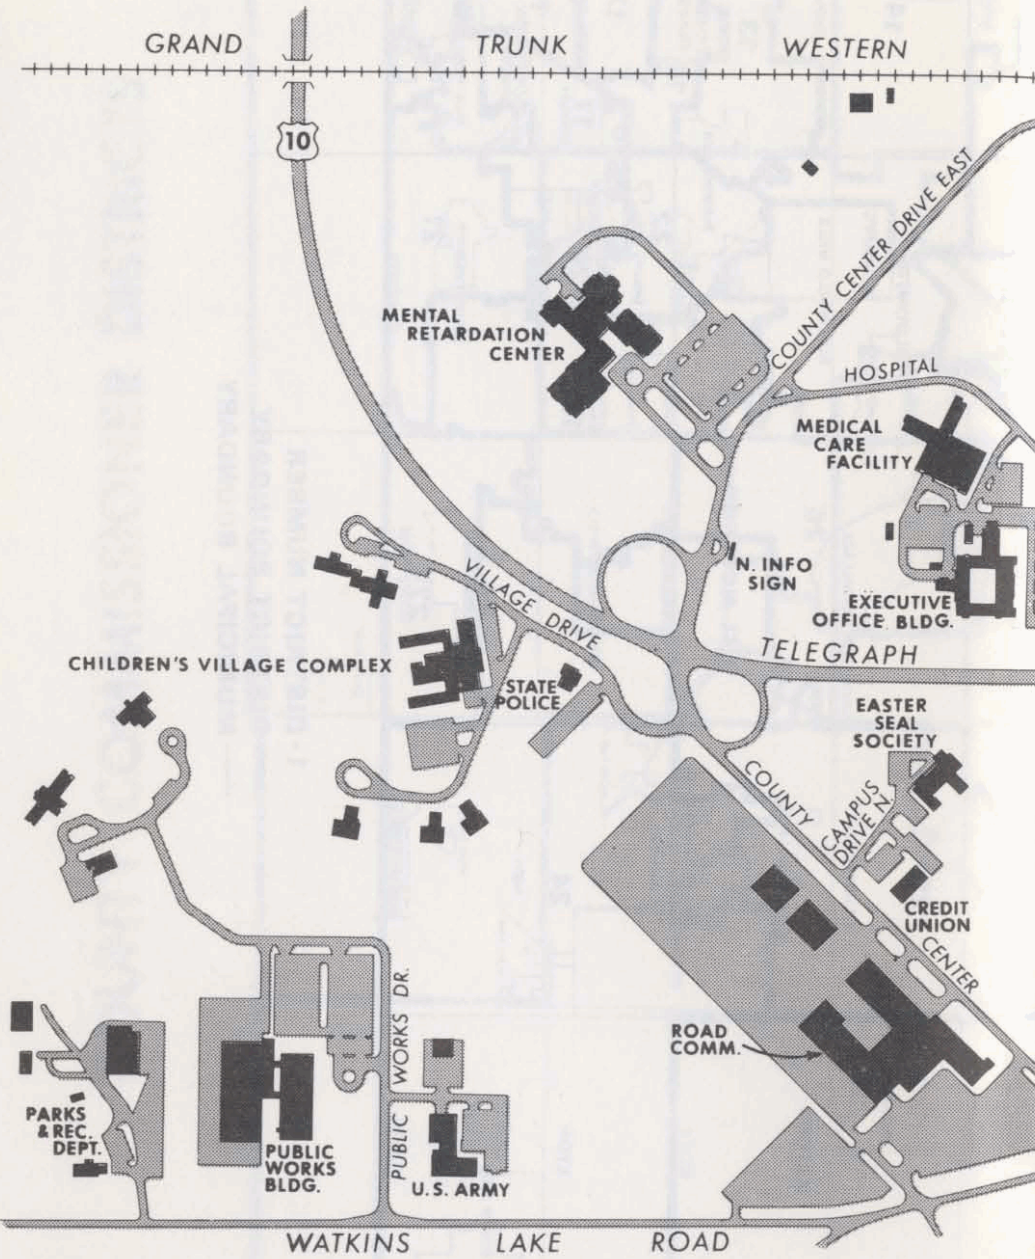 GRAND TRUNK WESTERN
10
COUNTY CENTER DRIVE EAST
MENTAL
RETARDATION
CENTER
HOSPITAL
MEDICAL
CARE
FACILITY
N. INFO
SIGN
VILLAGE DRIVE
EXECUTIVE
OFFICE BLDG.
TELEGRAPH
CHILDREN'S VILLAGE COMPLEX
STATE
POLICE
EASTER
SEAL
SOCIETY
COUNTY CENTER
CAMPUS
DRIVE N.
CREDIT
UNION
ROAD
COMM.
PUBLIC WORKS DR.
PARKS
& REC.
DEPT.
PUBLIC
WORKS
BLDG.
U.S. ARMY
WATKINS LAKE ROAD